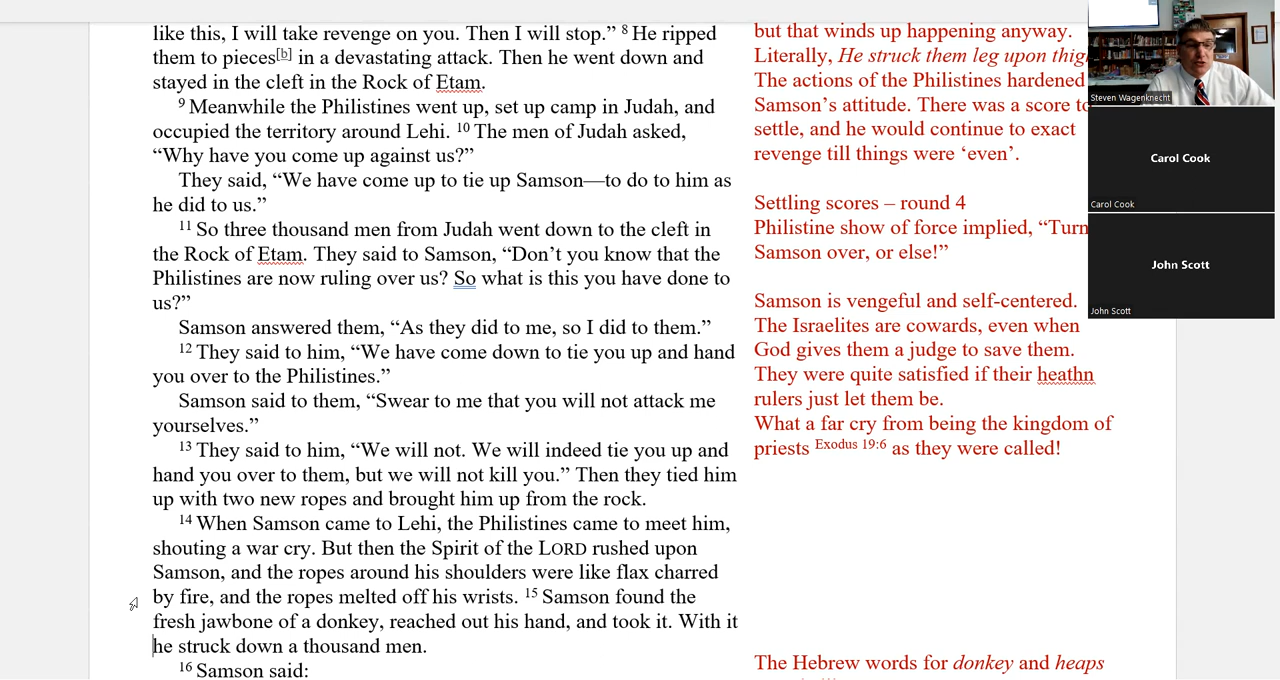 like this, I will take revenge on you. Then I will stop.” 8 He ripped
them to pieces[b] in a devastating attack. Then he went down and
stayed in the cleft in the Rock of Etam.
9 Meanwhile the Philistines went up, set up camp in Judah, and
occupied the territory around Lehi. 10 The men of Judah asked,
“Why have you come up against us?”
They said, “We have come up to tie up Samson—to do to him as
he did to us.”
11 So three thousand men from Judah went down to the cleft in
the Rock of Etam. They said to Samson, “Don’t you know that the
Philistines are now ruling over us? So what is this you have done to
us?”
Samson answered them, “As they did to me, so I did to them.”
12 They said to him, “We have come down to tie you up and hand
you over to the Philistines.”
Samson said to them, “Swear to me that you will not attack me
yourselves.”
13 They said to him, “We will not. We will indeed tie you up and
hand you over to them, but we will not kill you.” Then they tied him
up with two new ropes and brought him up from the rock.
14 When Samson came to Lehi, the Philistines came to meet him,
shouting a war cry. But then the Spirit of the LORD rushed upon
Samson, and the ropes around his shoulders were like flax charred
by fire, and the ropes melted off his wrists. 15 Samson found the
fresh jawbone of a donkey, reached out his hand, and took it. With it
he struck down a thousand men.
16 Samson said:
but that winds up happening anyway.
Literally, He struck them leg upon
The actions of the Philistines hardened
Samson’s attitude. There was a score to
settle, and he would continue to exact
revenge till things were ‘even’.
Settling scores – round 4
Philistine show of force implied, “Turn
Samson over, or else!”
Samson is vengeful and self-centered.
The Israelites are cowards, even when
God gives them a judge to save them.
They were quite satisfied if their heathn
rulers just let them be.
What a far cry from being the kingdom of
priests Exodus 19:6 as they were called!
The Hebrew words for donkey and heaps
Steven Wagenknecht
Carol Cook
Carol Cook
John Scott
John Scott